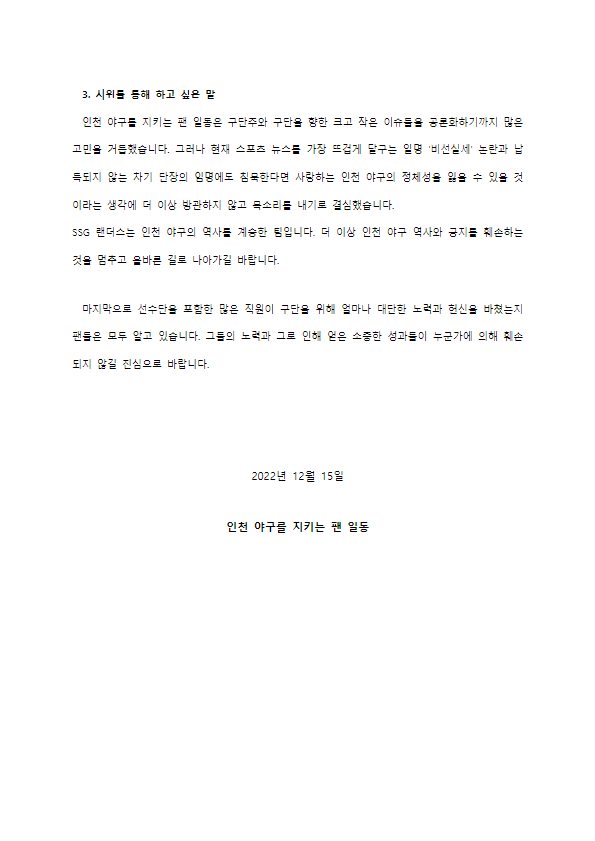 3. 시위를 통해 하고 싶은 말
인천 야구를 지키는 팬 일동은 구단주와 구단을 향한 크고 작은 이슈들을 공론화하기까지 많은
고민을 거듭했습니다. 그러나 현재 스포츠 뉴스를 가장 뜨겁게 달구는 일명 '비선실세' 논란과 납
득되지 않는 차기 단장의 임명에도 침묵한다면 사랑하는 인천 야구의 정체성을 잃을 수 있을 것
이라는 생각에 더 이상 방관하지 않고 목소리를 내기로 결심했습니다.
SSG 랜더스는 인천 야구의 역사를 계승한 팀입니다. 더 이상 인천 야구 역사와 긍지를 훼손하는
것을 멈추고 올바른 길로 나아가길 바랍니다.
마지막으로 선수단을 포함한 많은 직원이 구단을 위해 얼마나 대단한 노력과 헌신을 바쳤는지
팬들은 모두 알고 있습니다. 그들의 노력과 그로 인해 얻은 소중한 성과들이 누군가에 의해 훼손
되지 않길 진심으로 바랍니다.
2022년 12월 15일
인천 야구를 지키는 팬 일동